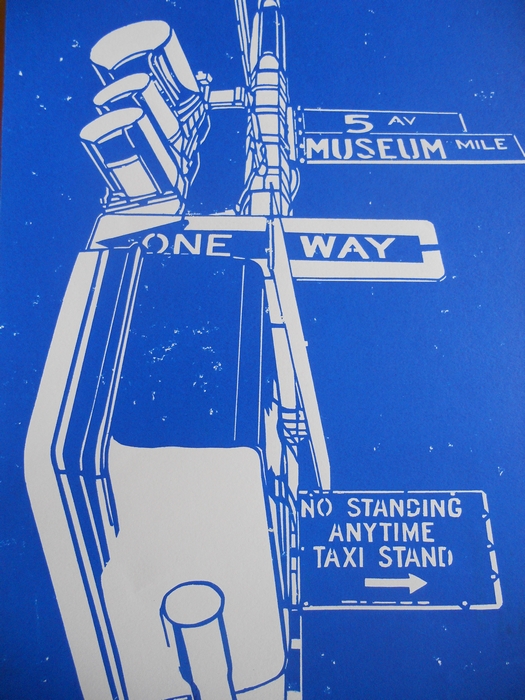 5 AV
MUSEUM MILE
ONE WAY
NO STANDING
ANYTIME
TAXI STAND